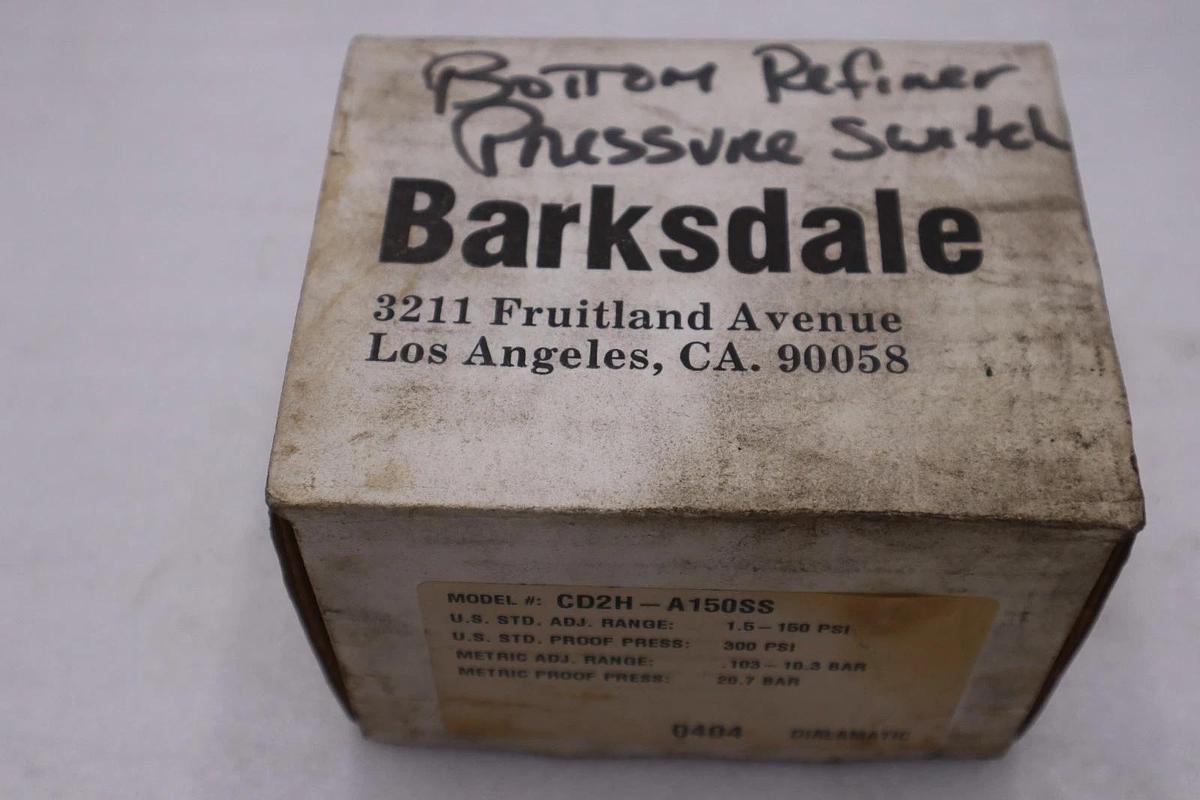 Bottom Refiner
Pressure Switch
Barksdale
3211 Fruitland Avenue
Los Angeles, CA. 90058
MODEL #: CD2H-A150SS
U.S. STD. ADJ. RANGE: 1.5-150 PSI
U.S. STD. PROOF PRESS: 300 PSI
METRIC ADJ. RANGE: .103-10.3 BAR
METRIC PROOF PRESS: 20.7 BAR
0404 DIALAMATIC